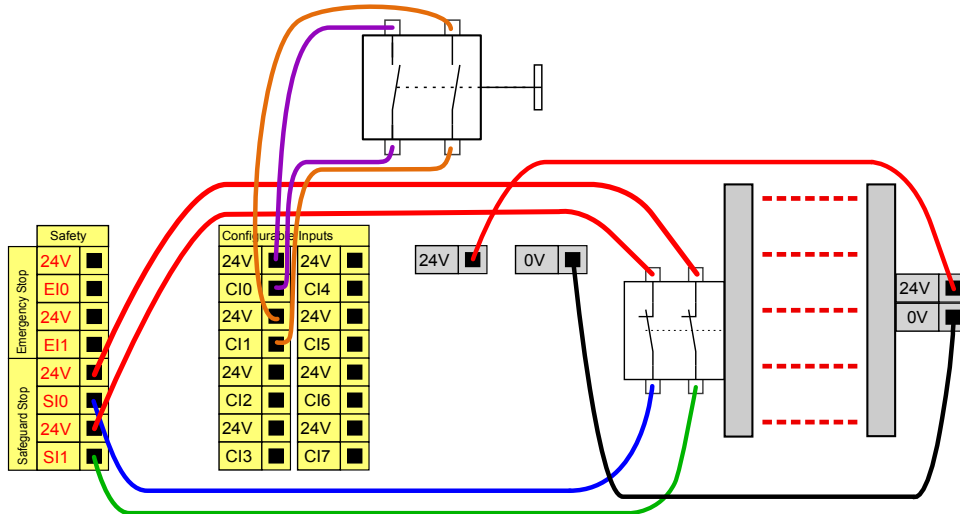 Safety
Emergency Stop
24V
EI0
24V
EI1
Safeguard Stop
24V
SI0
24V
SI1
Configurable Inputs
24V 24V
CI0 CI4
24V 24V
CI1 CI5
24V 24V
CI2 CI6
24V 24V
CI3 CI7
24V 0V
24V
0V